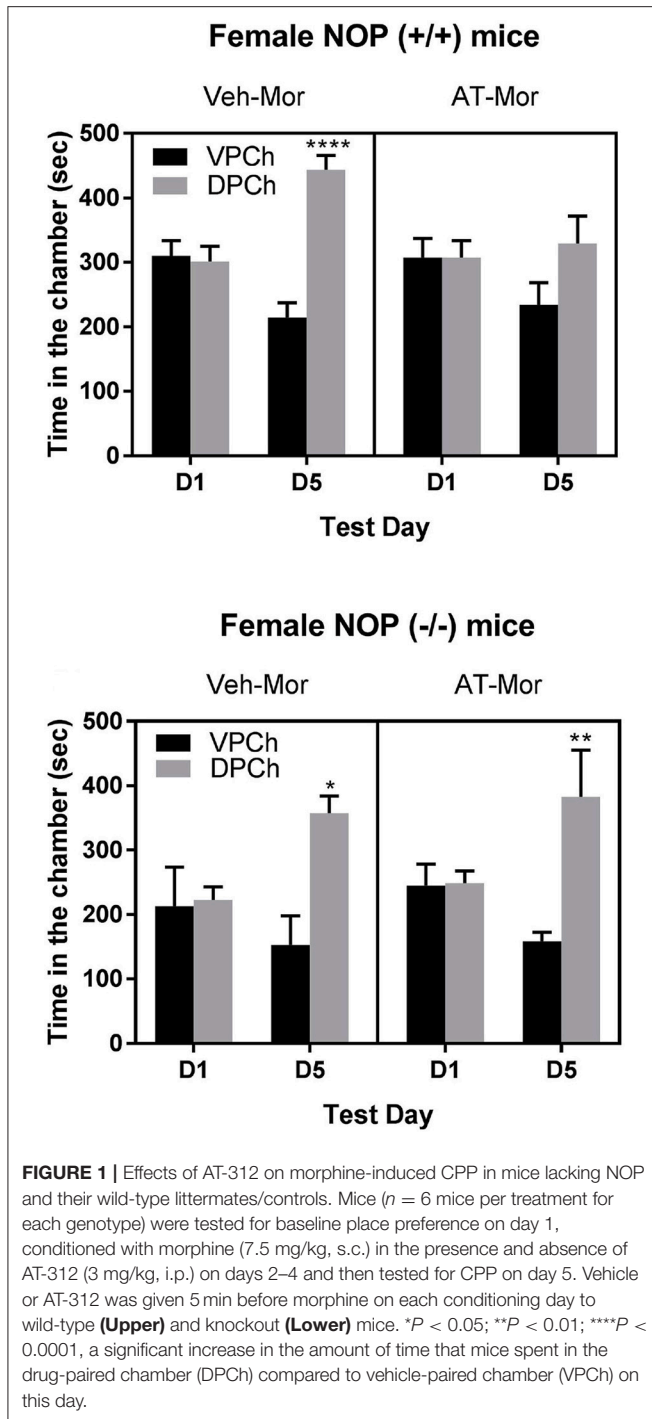 Female NOP (+/+) mice
Veh-Mor
AT-Mor
Time in the chamber (sec)
500
400
300
200
100
0
VPCh
DPCh
****
D1
D5
D1
D5
Test Day
Female NOP (-/-) mice
Veh-Mor
AT-Mor
Time in the chamber (sec)
500
400
300
200
100
0
VPCh
DPCh
*
**
D1
D5
D1
D5
Test Day
FIGURE 1 | Effects of AT-312 on morphine-induced CPP in mice lacking NOP
and their wild-type littermates/controls. Mice (n = 6 mice per treatment for
each genotype) were tested for baseline place preference on day 1,
conditioned with morphine (7.5 mg/kg, s.c.) in the presence and absence of
AT-312 (3 mg/kg, i.p.) on days 2–4 and then tested for CPP on day 5. Vehicle
or AT-312 was given 5 min before morphine on each conditioning day to
wild-type (Upper) and knockout (Lower) mice. *P < 0.05; **P < 0.01; ****P <
0.0001, a significant increase in the amount of time that mice spent in the
drug-paired chamber (DPCh) compared to vehicle-paired chamber (VPCh) on
this day.